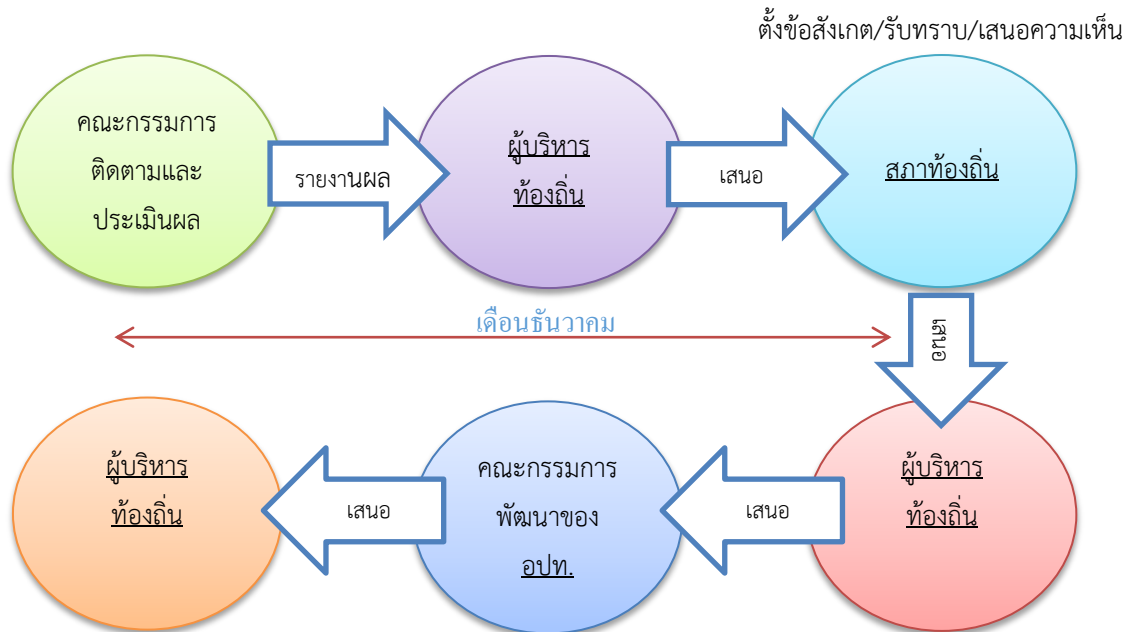 ตั้งข้อสังเกต/รับทราบ/เสนอความเห็น
คณะกรรมการ
ติดตามและ
ประเมินผล
รายงานผล
ผู้บริหาร
ท้องถิ่น
เสนอ
สภาท้องถิ่น
เดือนธันวาคม
เสนอ
ผู้บริหาร
ท้องถิ่น
เสนอ
คณะกรรมการ
พัฒนาของ
อปท.
เสนอ
ผู้บริหาร
ท้องถิ่น